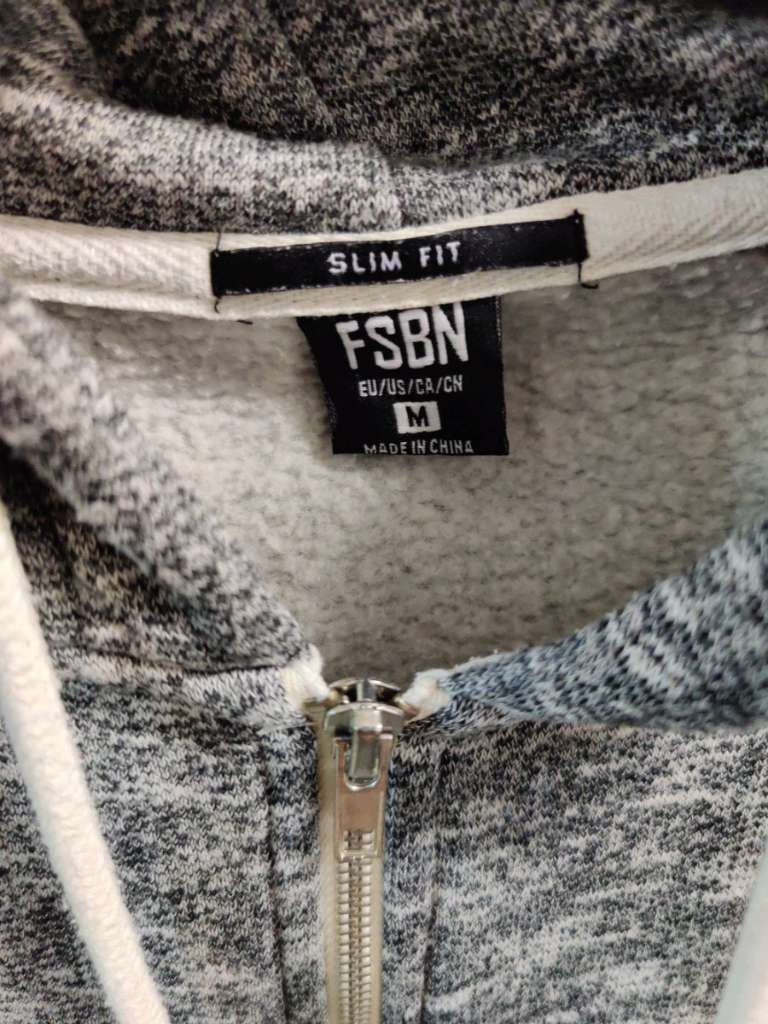 SLIM FIT
FSBN
EU/US/CA/CN
M
MADE IN CHINA